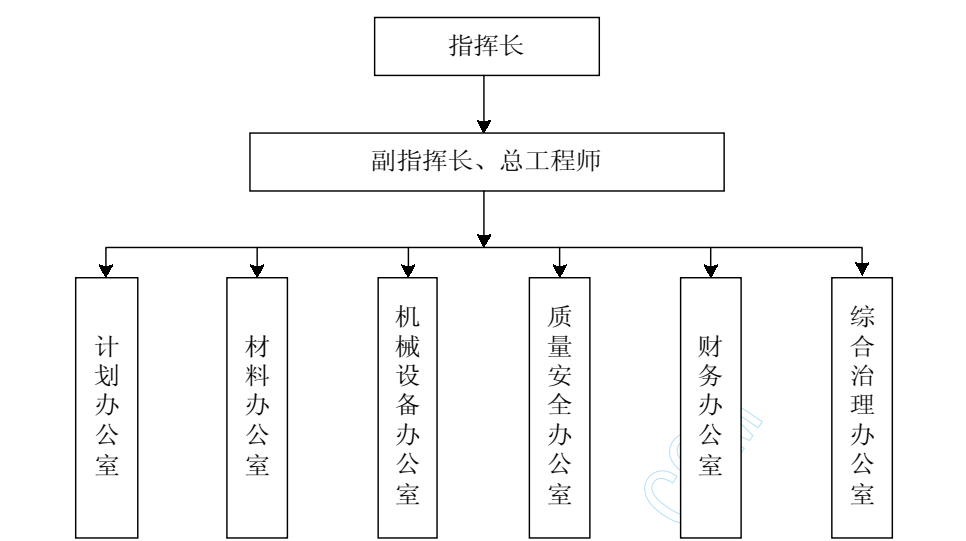 指挥长
副指挥长、总工程师
计划办公室
材料办公室
机械设备办公室
质量安全办公室
财务办公室
综合治理办公室